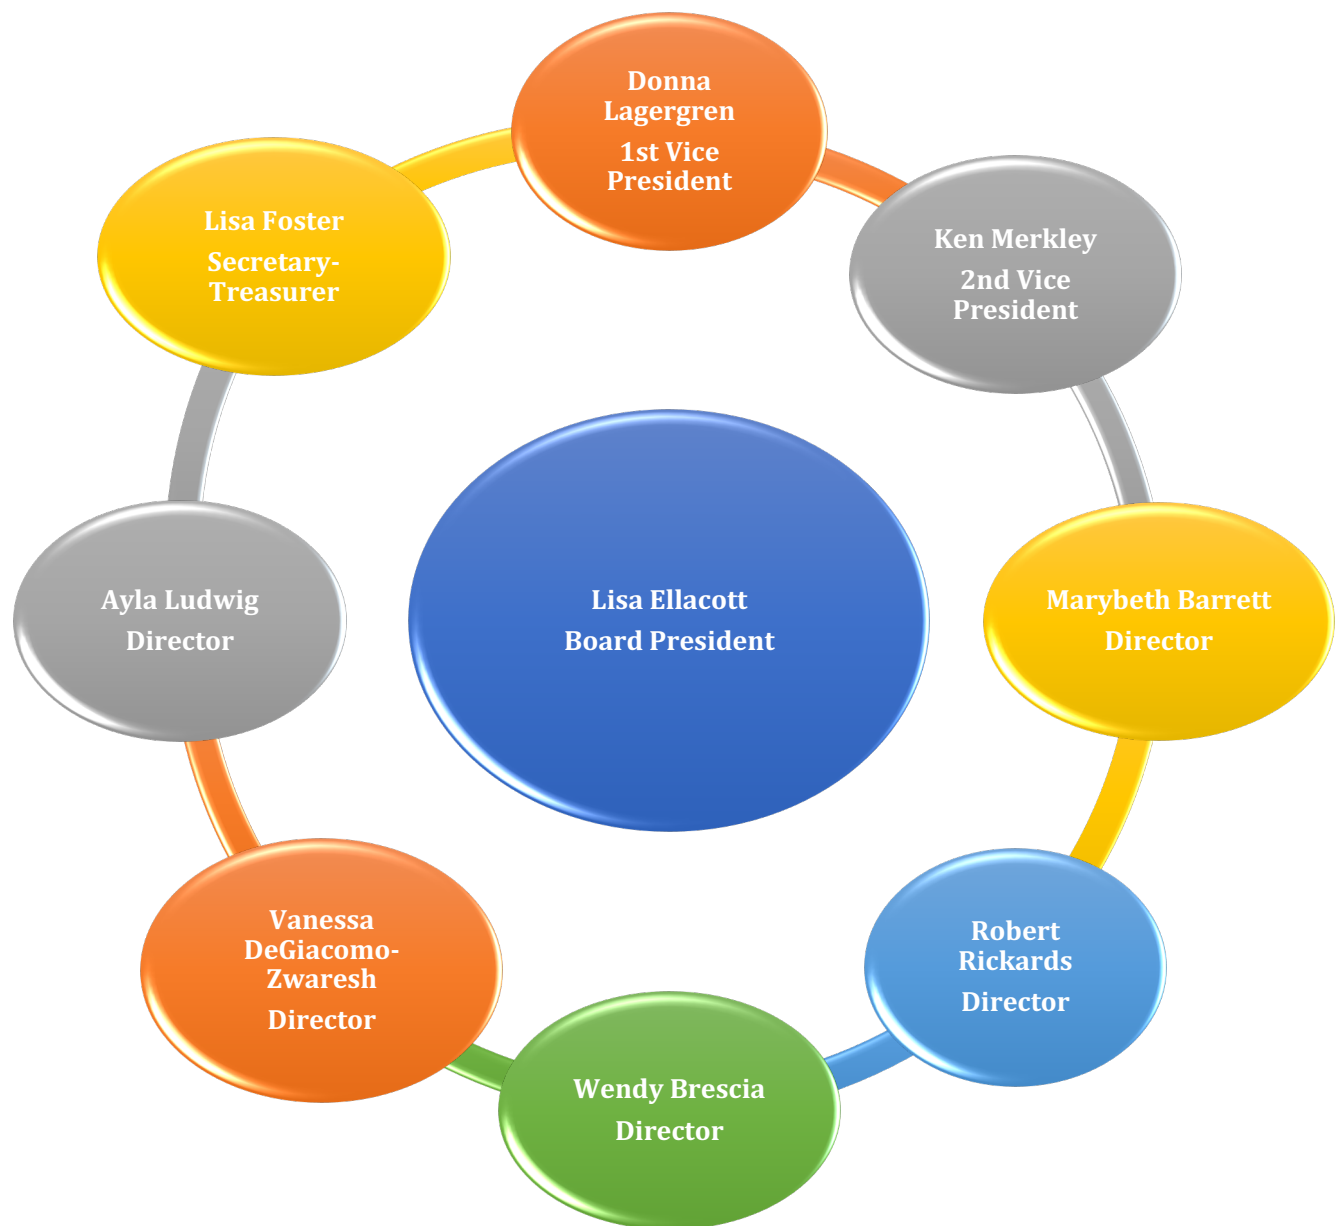 Donna
Lagergren
1st Vice
President
Ken Merkley
2nd Vice
President
Marybeth Barrett
Director
Robert
Rickards
Director
Wendy Brescia
Director
Vanessa
DeGiacomo-
Zwaresh
Director
Ayla Ludwig
Director
Lisa Foster
Secretary-
Treasurer
Lisa Ellacott
Board President